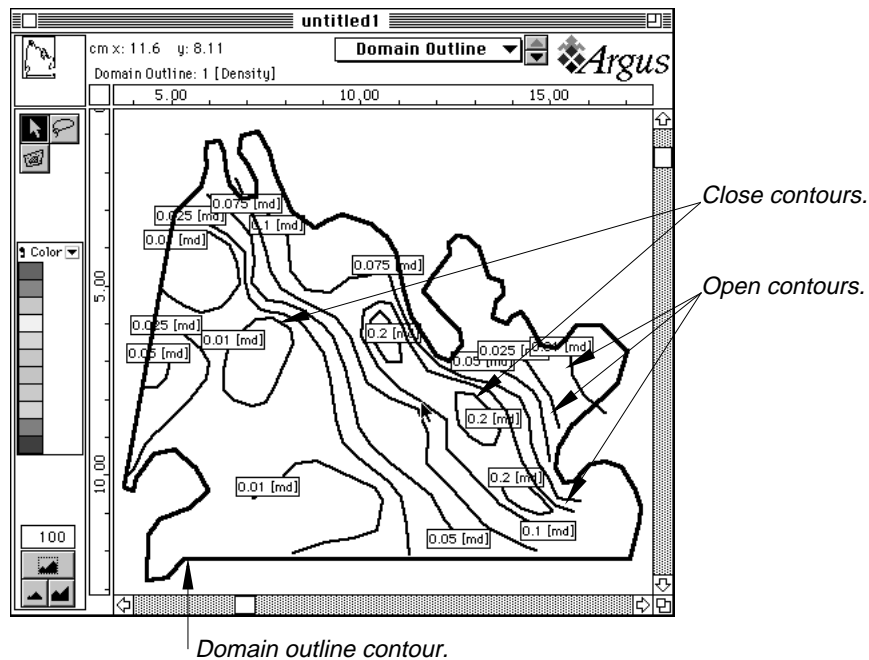 untitled1
cm x: 11.6 y: 8.11
Domain Outline
Argus
Domain Outline: 1 [Density]
5.00 10.00 15.00
0.075 [md]
0.025 [md]
0.1 [md]
[md]
Close contours.
0.075 [md]
Color
5.00
Open contours.
0.025 [md]
0.2 [md]
0.01 [md]
0.01 [md]
0.025
0.05 [md]
0.05 [md]
0.2 [md]
10.00
0.01 [md]
0.2 [md]
100
0.05 [md]
0.1 [md]
Domain outline contour.